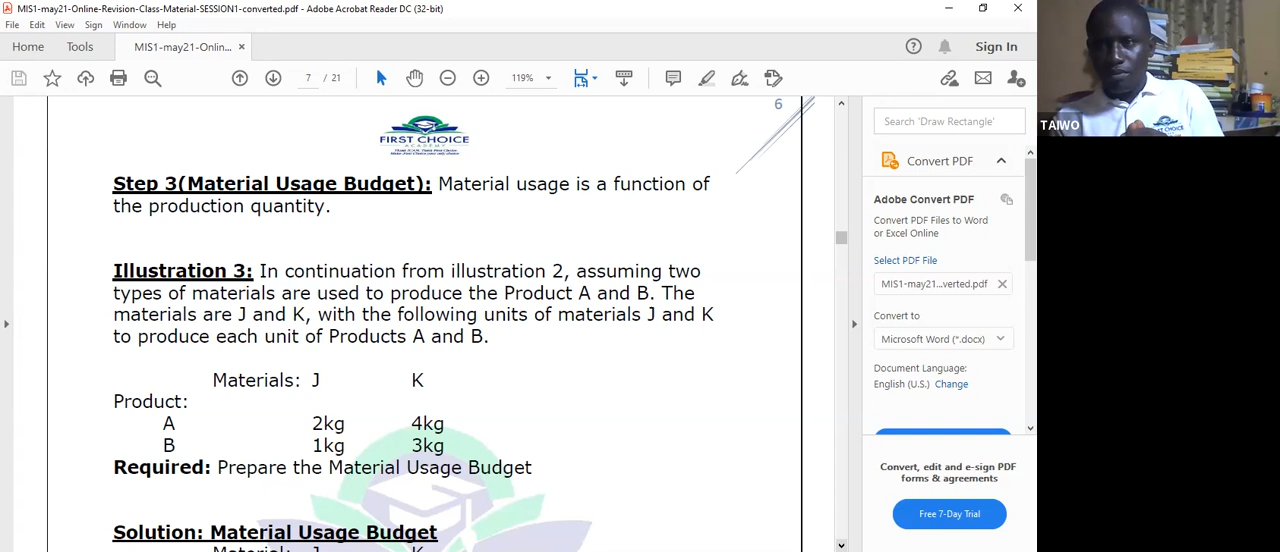 MIS1-may21-Online-Revision-Class-Material-SESSION1-converted.pdf - Adobe Acrobat Reader DC (32-bit)
File Edit View Sign Window Help
Home Tools MIS1-may21-Onlin... Sign In
7 / 21 119%
6
FIRST CHOICE
ACADEMY
Step 3(Material Usage Budget): Material usage is a function of
the production quantity.
Illustration 3: In continuation from illustration 2, assuming two
types of materials are used to produce the Product A and B. The
materials are J and K, with the following units of materials J and K
to produce each unit of Products A and B.
Materials: J K
Product:
A 2kg 4kg
B 1kg 3kg
Required: Prepare the Material Usage Budget
Solution: Material Usage Budget
Material: J K
Search 'Draw Rectangle'
Convert PDF
Adobe Convert PDF
Convert PDF Files to Word
or Excel Online
Select PDF File
MIS1-may21...verted.pdf
Convert to
Microsoft Word (*.docx)
Document Language:
English (U.S.) Change
Convert, edit and e-sign PDF
forms & agreements
Free 7-Day Trial
TAIWO